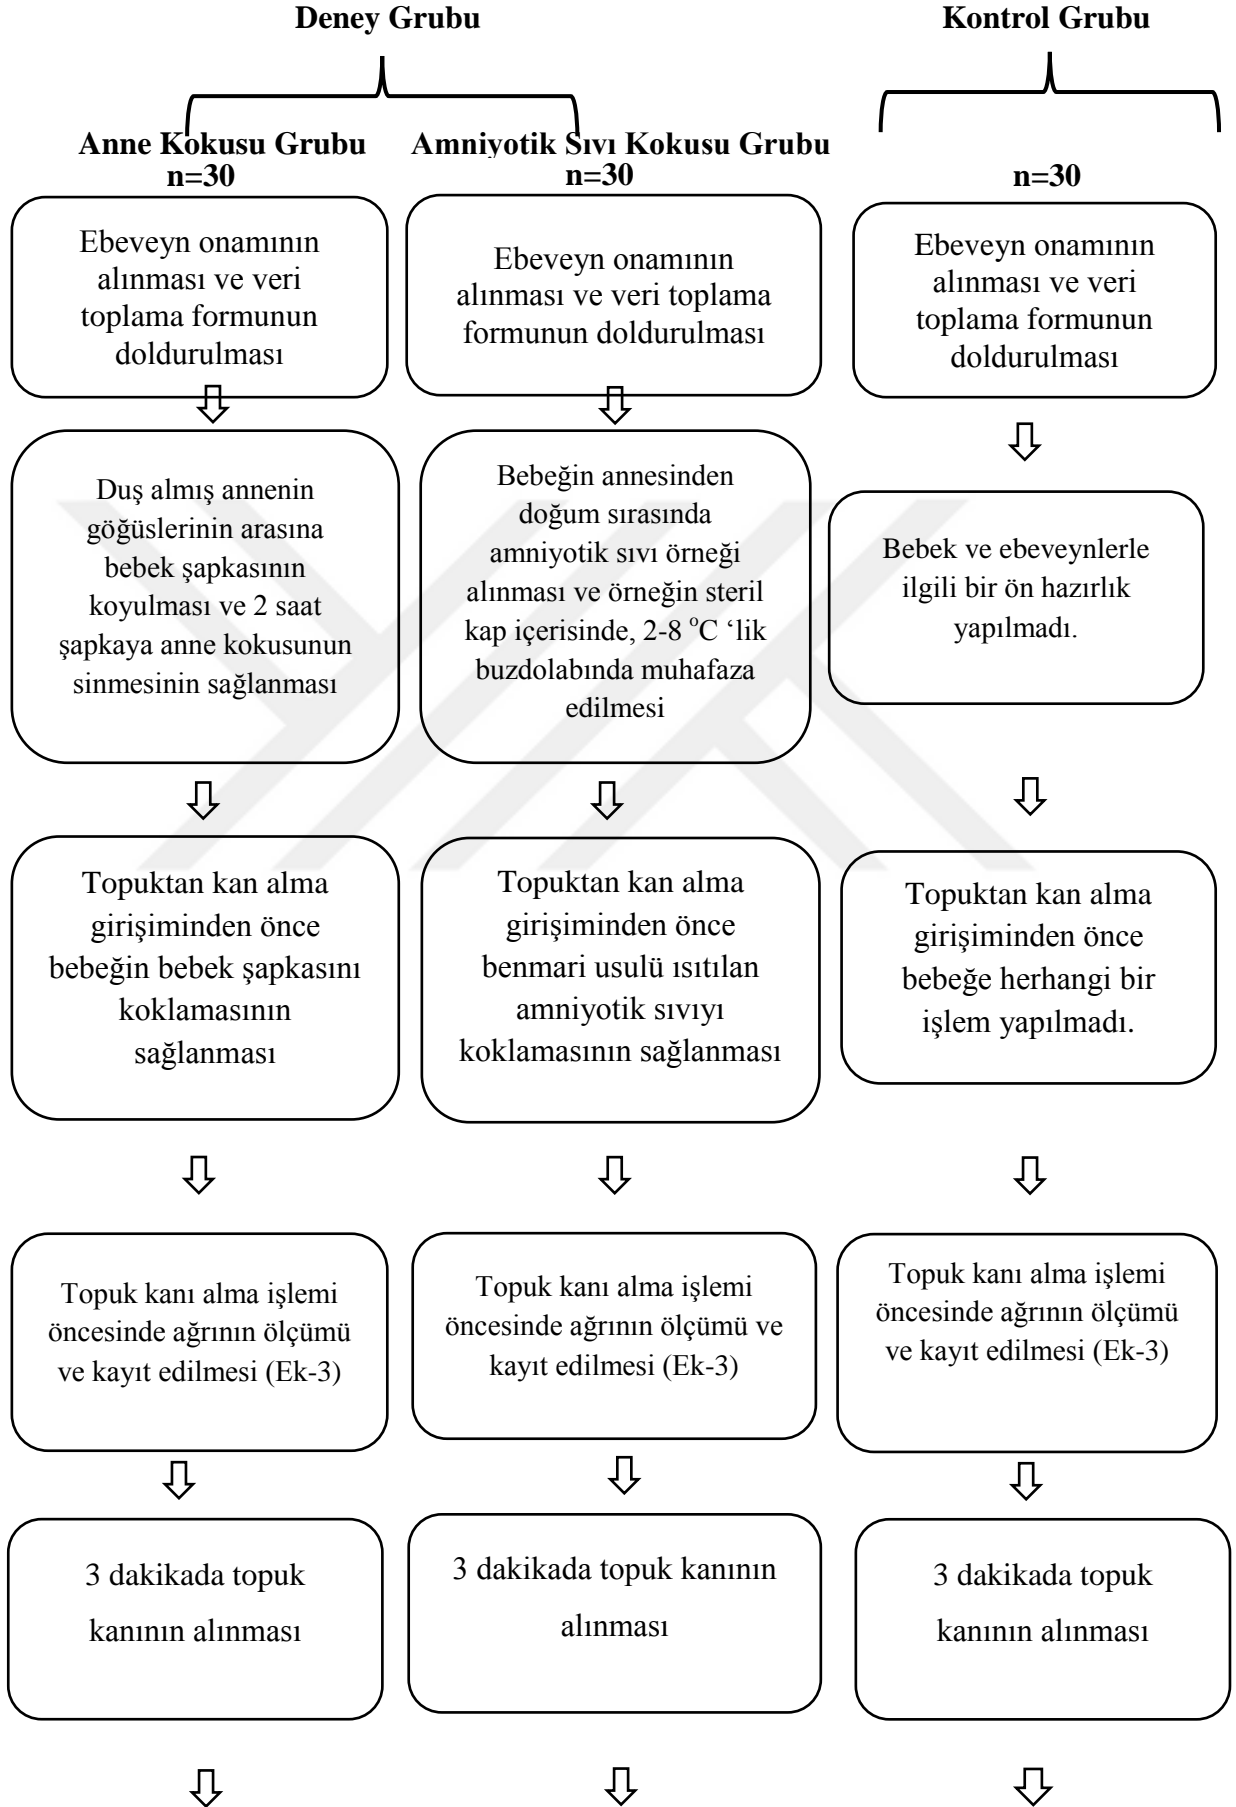 Deney Grubu
Kontrol Grubu
Anne Kokusu Grubu
n=30
Amniyotik Sıvı Kokusu Grubu
n=30
n=30
Ebeveyn onamının
alınması ve veri
toplama formunun
doldurulması
Ebeveyn onamının
alınması ve veri toplama
formunun doldurulması
Ebeveyn onamının
alınması ve veri
toplama formunun
doldurulması
Duş almış annenin
göğüslerinin arasına
bebek şapkasının
koyulması ve 2 saat
şapkaya anne kokusunun
sinmesinin sağlanması
Bebeğin annesinden
doğum sırasında
amniyotik sıvı örneği
alınması ve örneğin steril
kap içerisinde, 2-8 °C ‘lik
buzdolabında muhafaza
edilmesi
Bebek ve ebeveynlerle
ilgili bir ön hazırlık
yapılmadı.
Topuktan kan alma
girişiminden önce
bebeğin bebek şapkasını
koklamasının
sağlanması
Topuktan kan alma
girişiminden önce
benmari usulü ısıtılan
amniyotik sıvıyı
koklamasının sağlanması
Topuktan kan alma
girişiminden önce
bebeğe herhangi bir
işlem yapılmadı.
Topuk kanı alma işlemi
öncesinde ağrının ölçümü
ve kayıt edilmesi (Ek-3)
Topuk kanı alma işlemi
öncesinde ağrının ölçümü ve
kayıt edilmesi (Ek-3)
Topuk kanı alma işlemi
öncesinde ağrının ölçümü
ve kayıt edilmesi (Ek-3)
3 dakikada topuk
kanının alınması
3 dakikada topuk kanının
alınması
3 dakikada topuk
kanının alınması